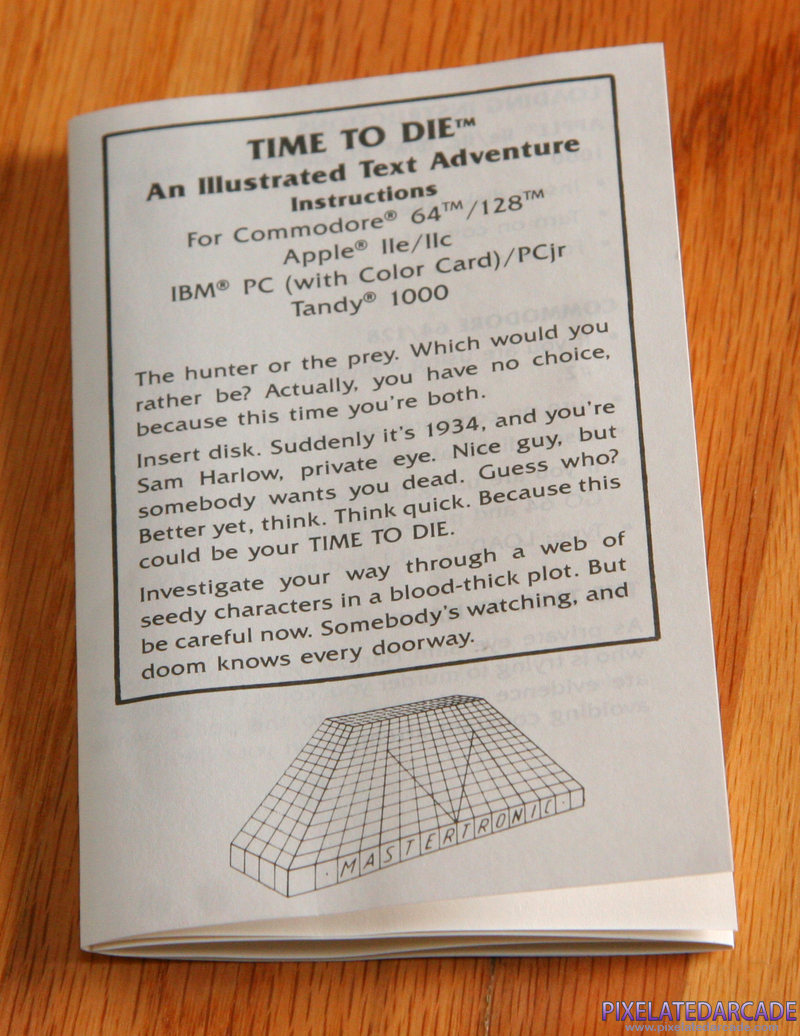 TIME TO DIE™
An Illustrated Text Adventure
Instructions
For Commodore® 64™/128™
Apple® IIe/IIc
IBM® PC (with Color Card)/PCjr
Tandy® 1000
The hunter or the prey. Which would you
rather be? Actually, you have no choice,
because this time you're both.
Insert disk. Suddenly it's 1934, and you're
Sam Harlow, private eye. Nice guy, but
somebody wants you dead. Guess who?
Better yet, think. Think quick. Because this
could be your TIME TO DIE.
Investigate your way through a web of
seedy characters in a blood-thick plot. But
be careful now. Somebody's watching, and
doom knows every doorway.
· MASTERTRONIC ·
PIXELATEDARCADE
www.pixelatedarcade.com